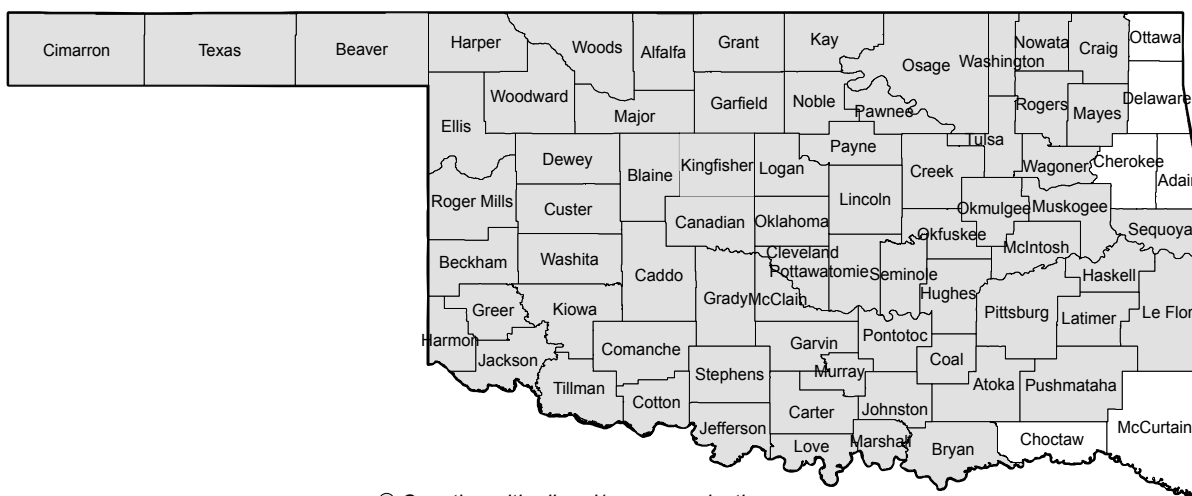 Cimarron
Texas
Beaver
Harper
Woods
Alfalfa
Grant
Kay
Osage
Washington
Nowata
Craig
Ottawa
Woodward
Ellis
Major
Garfield
Noble
Pawnee
Rogers
Mayes
Delaware
Tulsa
Dewey
Blaine
Kingfisher
Logan
Payne
Creek
Wagoner
Cherokee
Adair
Roger Mills
Custer
Canadian
Oklahoma
Lincoln
Okmulgee
Muskogee
Sequoya
Okfuskee
McIntosh
Beckham
Washita
Caddo
Grady
McClain
Cleveland
Pottawatomie
Seminole
Hughes
Haskell
Pittsburg
Latimer
Le Flor
Greer
Kiowa
Harmon
Jackson
Comanche
Garvin
Pontotoc
Coal
Stephens
Murray
Tillman
Cotton
Carter
Johnston
Atoka
Pushmataha
McCurtain
Jefferson
Love
Marshall
Bryan
Choctaw